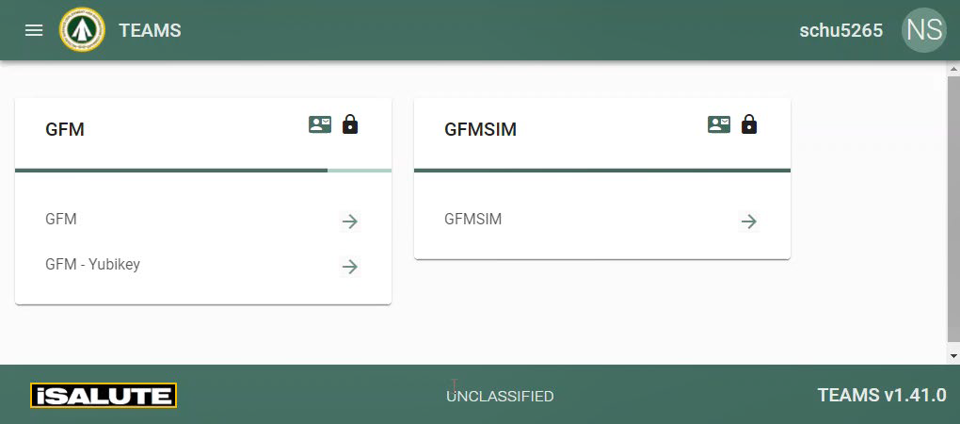 TEAMS
schu5265
NS
GFM
GFM
GFM - Yubikey
GFMSIM
GFMSIM
iSALUTE
UNCLASSIFIED
TEAMS v1.41.0